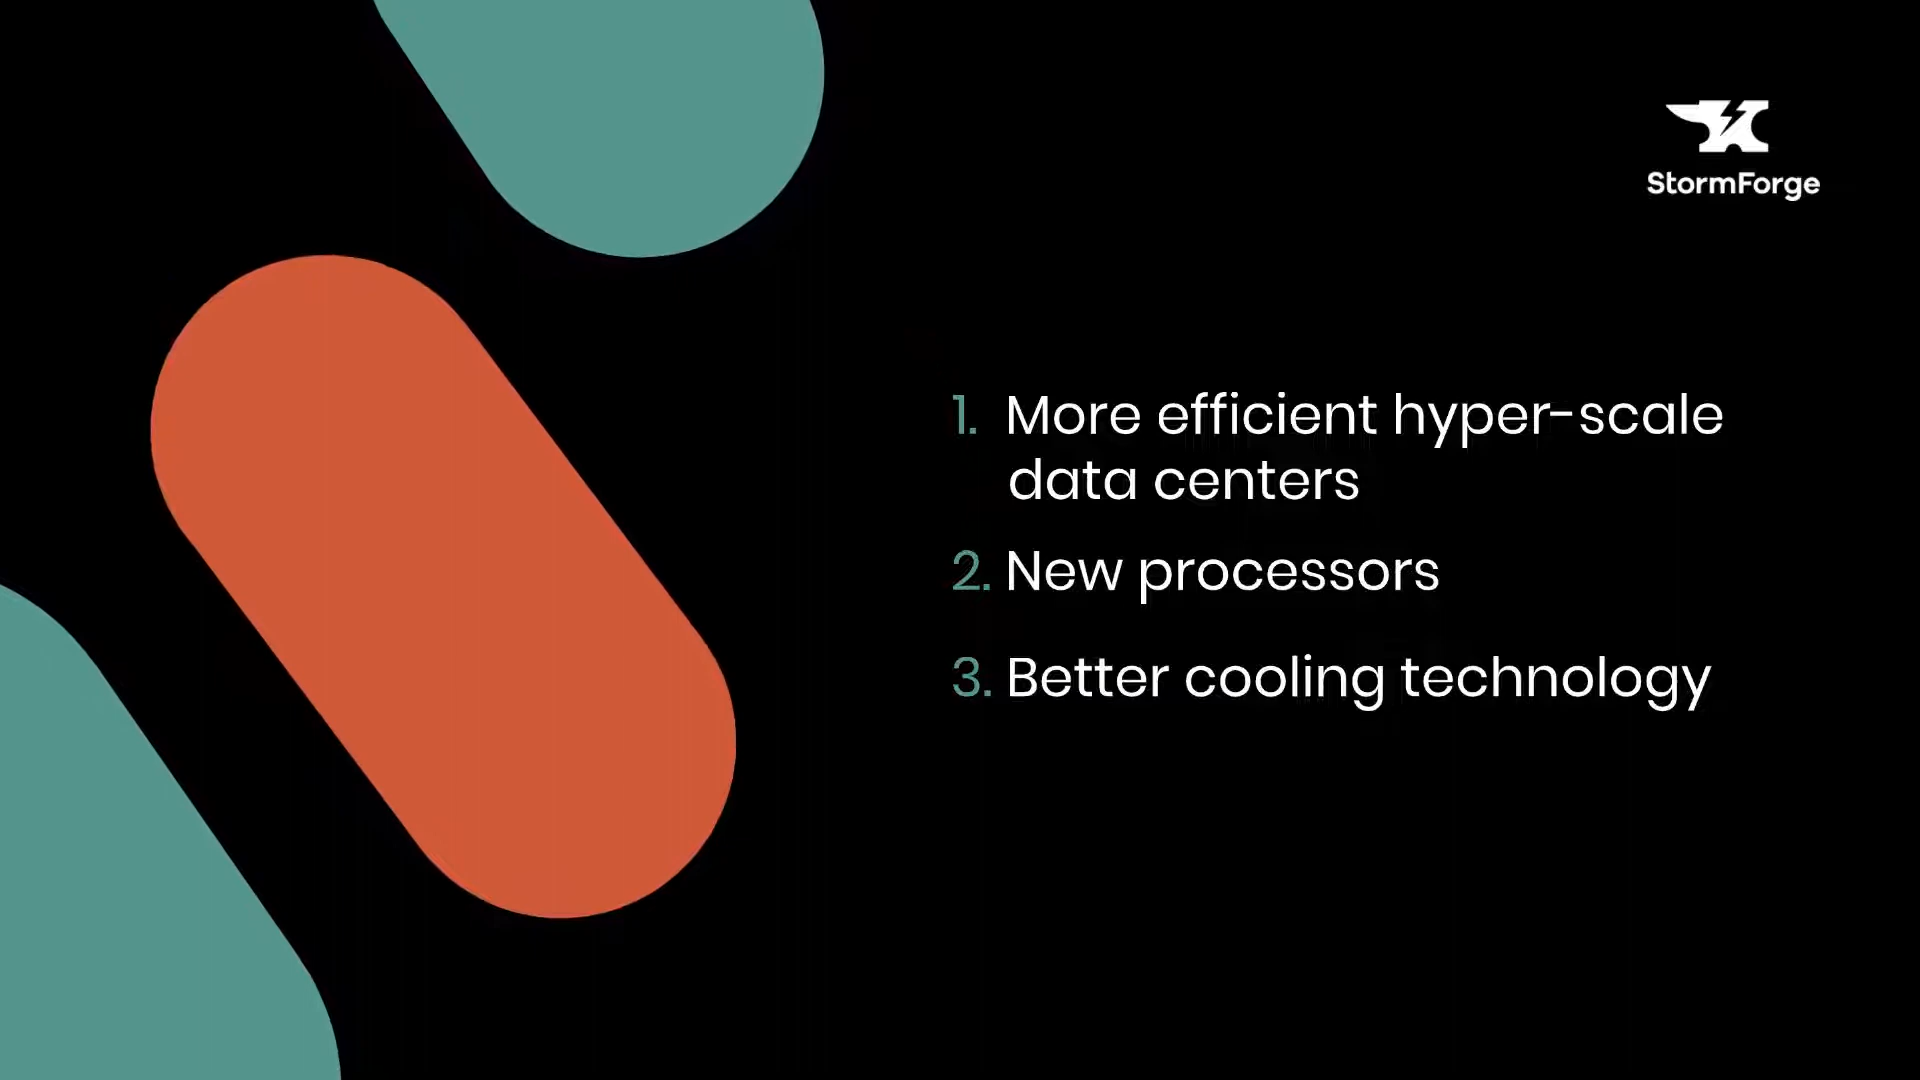 StormForge
1. More efficient hyper-scale
data centers
2. New processors
3. Better cooling technology